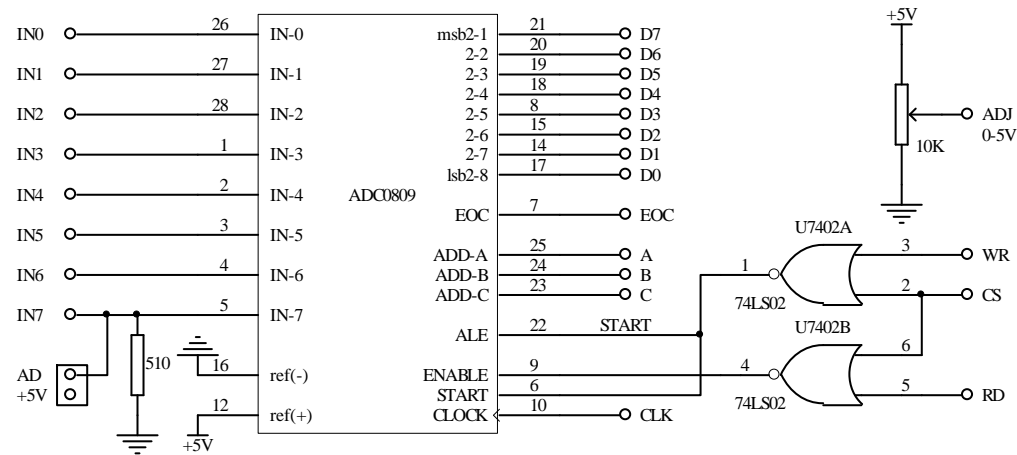 IN0 26 IN-0 msb2-1 21 D7
2-2 20 D6
IN1 27 IN-1 2-3 19 D5
2-4 18 D4
IN2 28 IN-2 2-5 8 D3
2-6 15 D2
IN3 1 IN-3 2-7 14 D1
lsb2-8 17 D0
IN4 2 IN-4 ADC0809
EOC 7 EOC
IN5 3 IN-5
ADD-A 25 A
IN6 4 IN-6 ADD-B 24 B
ADD-C 23 C
IN7 5 IN-7
ALE 22 START
510
AD 16 ref(-) ENABLE 9
+5V START 6
12 ref(+) CLOCK 10 CLK
+5V
+5V
ADJ
0-5V
10K
U7402A
1 3 WR
2 CS
74LS02
U7402B
6
4
5 RD
74LS02